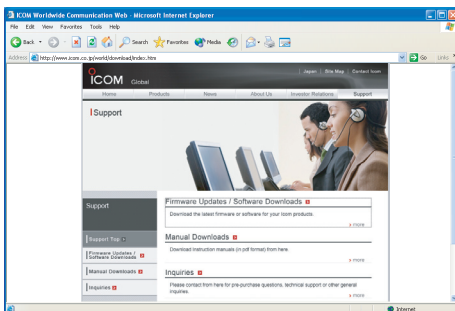 ICOM Worldwide Communication Web - Microsoft Internet Explorer
File Edit View Favorites Tools Help
Back Search Favorites Media
Address http://www.icom.co.jp/world/download/index.htm Go Links
ICOM Global
Japan | Site Map | Contact Icom
Home Products News About Us Investor Relations Support
Support
Support
Support Top
Firmware Updates /
Software Downloads
Manual Downloads
Inquiries
Firmware Updates / Software Downloads
Download the latest firmware or software for your Icom products.
more
Manual Downloads
Download instruction manuals (in pdf format) from here.
more
Inquiries
Please contact from here for pre-purchase questions, technical support or other general
inquiries.
more
Internet